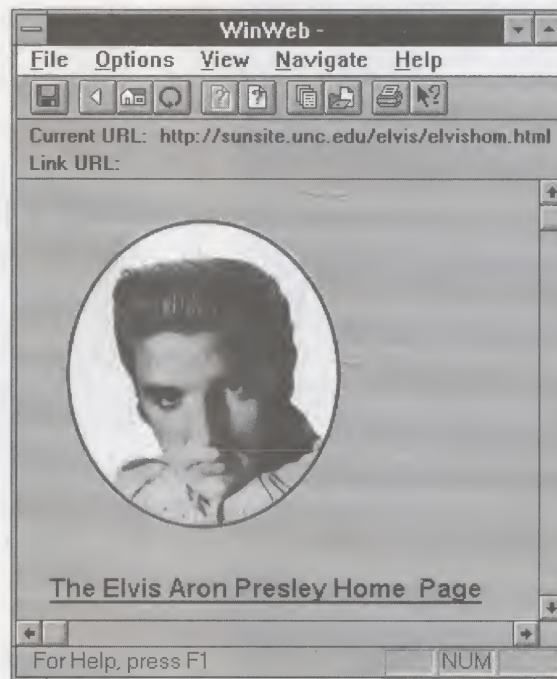 WinWeb -
File Options View Navigate Help
Current URL: http://sunsite.unc.edu/elvis/elvishom.html
Link URL:
The Elvis Aron Presley Home Page
For Help, press F1 NUM